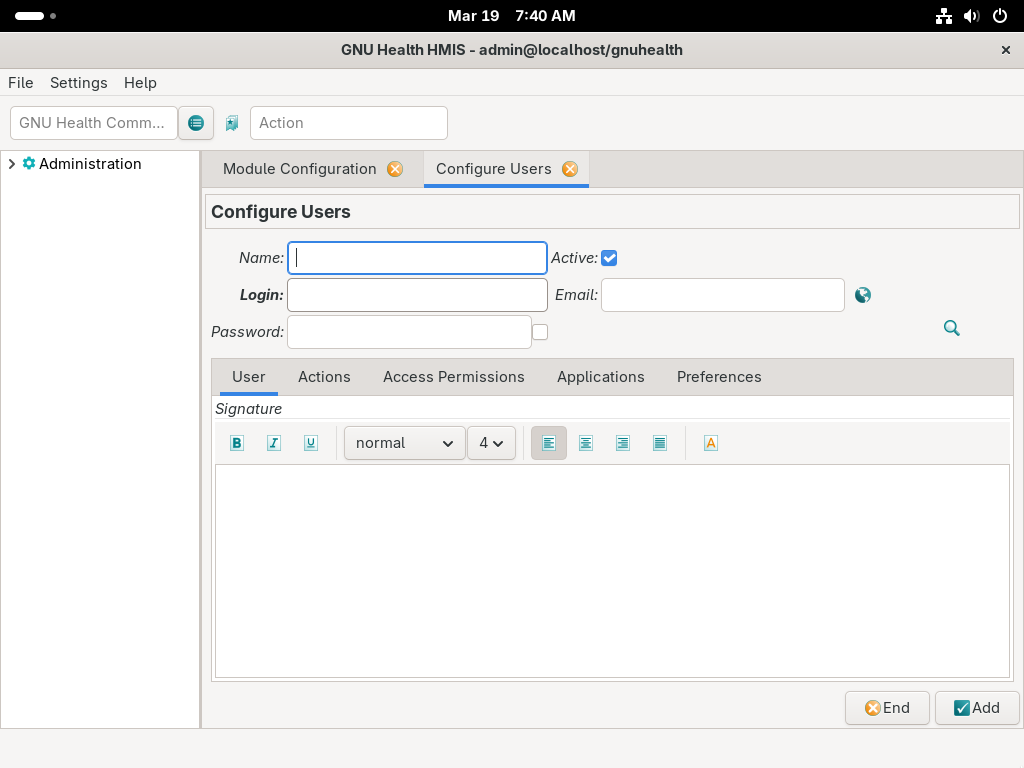 Mar 19 7:40 AM
GNU Health HMIS - admin@localhost/gnuhealth
File Settings Help
GNU Health Comm... Action
Administration
Module Configuration Configure Users
Configure Users
Name: Active:
Login: Email:
Password:
User Actions Access Permissions Applications Preferences
Signature
B I U normal 4 A
End Add